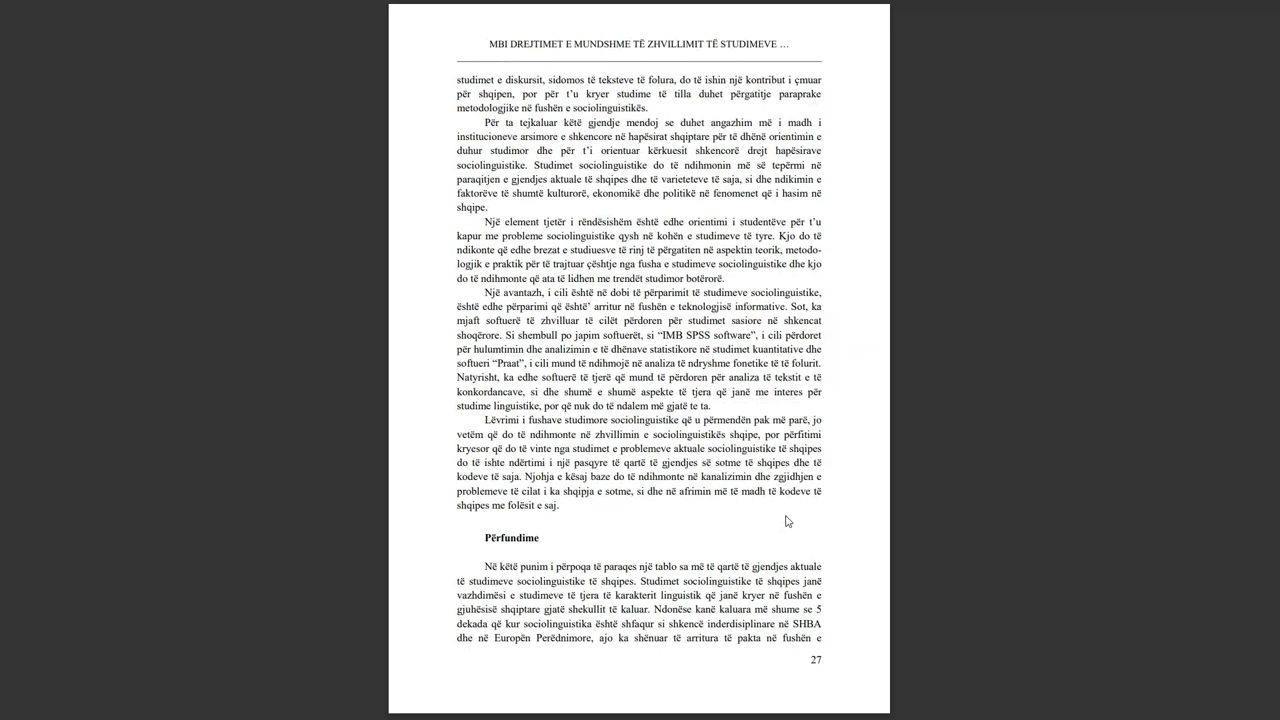 MBI DREJTIMET E MUNDSHME TË ZHVILLIMIT TË STUDIMEVE …
studimet e diskursit, sidomos të teksteve të folura, do të ishin një kontribut i çmuar
për shqipen, por për t’u kryer studime të tilla duhet përgatitje paraprake
metodologjike në fushën e sociolinguistikës.
Për ta tejkaluar këtë gjendje mendoj se duhet angazhim më i madh i
institucioneve arsimore e shkencore në hapësirat shqiptare për të dhënë orientimin e
duhur studimor dhe për t’i orientuar kërkuesit shkencorë drejt hapësirave
sociolinguistike. Studimet sociolinguistike do të ndihmonin më së tepërmi në
paraqitjen e gjendjes aktuale të shqipes dhe të varieteteve të saja, si dhe ndikimin e
faktorëve të shumtë kulturorë, ekonomikë dhe politikë në fenomenet që i hasim në
shqipe.
Një element tjetër i rëndësishëm është edhe orientimi i studentëve për t’u
kapur me probleme sociolinguistike qysh në kohën e studimeve të tyre. Kjo do të
ndikonte që edhe brezat e studiuesve të rinj të përgatiten në aspektin teorik, metodo-
logjik e praktik për të trajtuar çështje nga fusha e studimeve sociolinguistike dhe kjo
do të ndihmonte që ata të lidhen me trendët studimor botërorë.
Një avantazh, i cili është në dobi të përparimit të studimeve sociolinguistike,
është edhe përparimi që është’ arritur në fushën e teknologjisë informative. Sot, ka
mjaft softuerë të zhvilluar të cilët përdoren për studimet sasiore në shkencat
shoqërore. Si shembull po japim softuerët, si “IMB SPSS software”, i cili përdoret
për hulumtimin dhe analizimin e të dhënave statistikore në studimet kuantitative dhe
softueri “Praat”, i cili mund të ndihmojë në analiza të ndryshme fonetike të të folurit.
Natyrisht, ka edhe softuerë të tjerë që mund të përdoren për analiza të tekstit e të
konkordancave, si dhe shumë e shumë aspekte të tjera që janë me interes për
studime linguistike, por që nuk do të ndalem më gjatë te ta.
Lëvrimi i fushave studimore sociolinguistike që u përmendën pak më parë, jo
vetëm që do të ndihmonte në zhvillimin e sociolinguistikës shqipe, por përfitimi
kryesor që do të vinte nga studimet e problemeve aktuale sociolinguistike të shqipes
do të ishte ndërtimi i një pasqyre të qartë të gjendjes së sotme të shqipes dhe të
kodeve të saja. Njohja e kësaj baze do të ndihmonte në kanalizimin dhe zgjidhjen e
problemeve të cilat i ka shqipja e sotme, si dhe në afrimin më të madh të kodeve të
shqipes me folësit e saj.
Përfundime
Në këtë punim i përpoqa të paraqes një tablo sa më të qartë të gjendjes aktuale
të studimeve sociolinguistike të shqipes. Studimet sociolinguistike të shqipes janë
vazhdimësi e studimeve të tjera të karakterit linguistik që janë kryer në fushën e
gjuhësisë shqiptare gjatë shekullit të kaluar. Ndonëse kanë kaluara më shume se 5
dekada që kur sociolinguistika është shfaqur si shkencë inderdisiplinare në SHBA
dhe në Europën Perëdnimore, ajo ka shënuar të arritura të pakta në fushën e
27